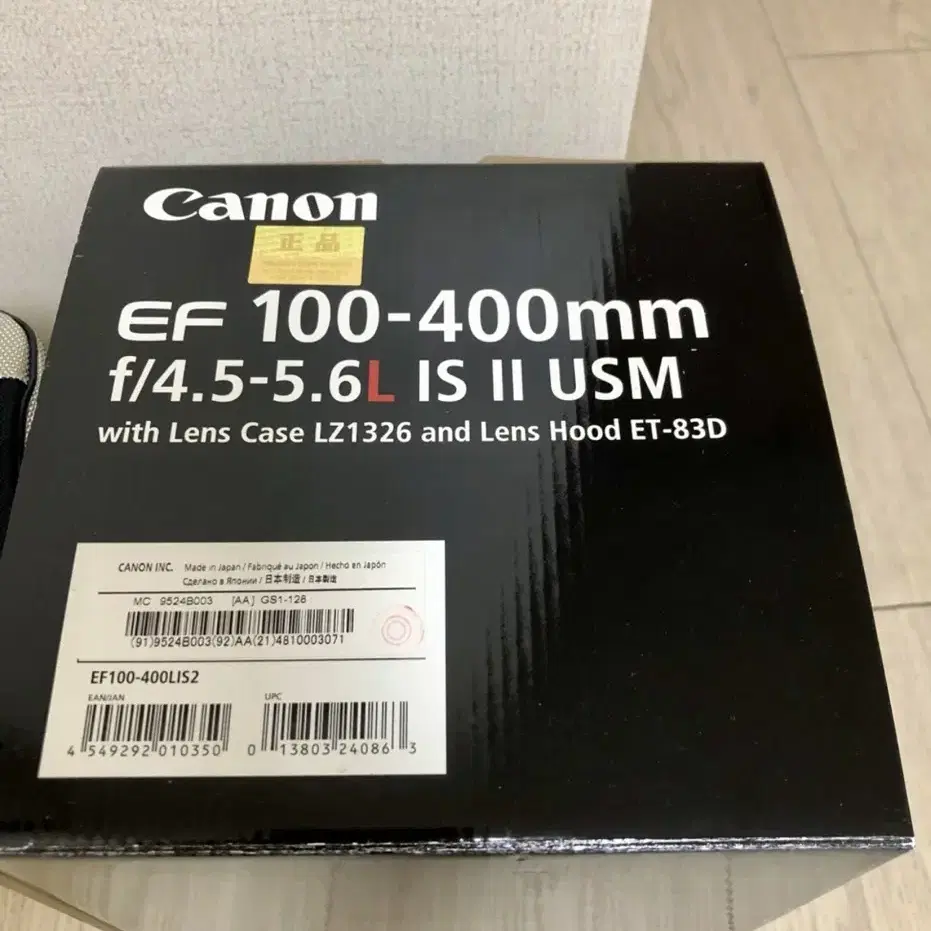 Canon
正品
EF 100-400mm
f/4.5-5.6L IS II USM
with Lens Case LZ1326 and Lens Hood ET-83D
CANON INC. Made in Japan / Fabriqué au Japon / Hecho en Japón
Сделано в Японии / 日本制造 / 日本製造
MC 9524B003 [AA] GS1-128
(91)9524B003(92)AA(21)4810003071
EF100-400LIS2
EAN/JAN UPC
4 549292 010350 0 13803 24086 3